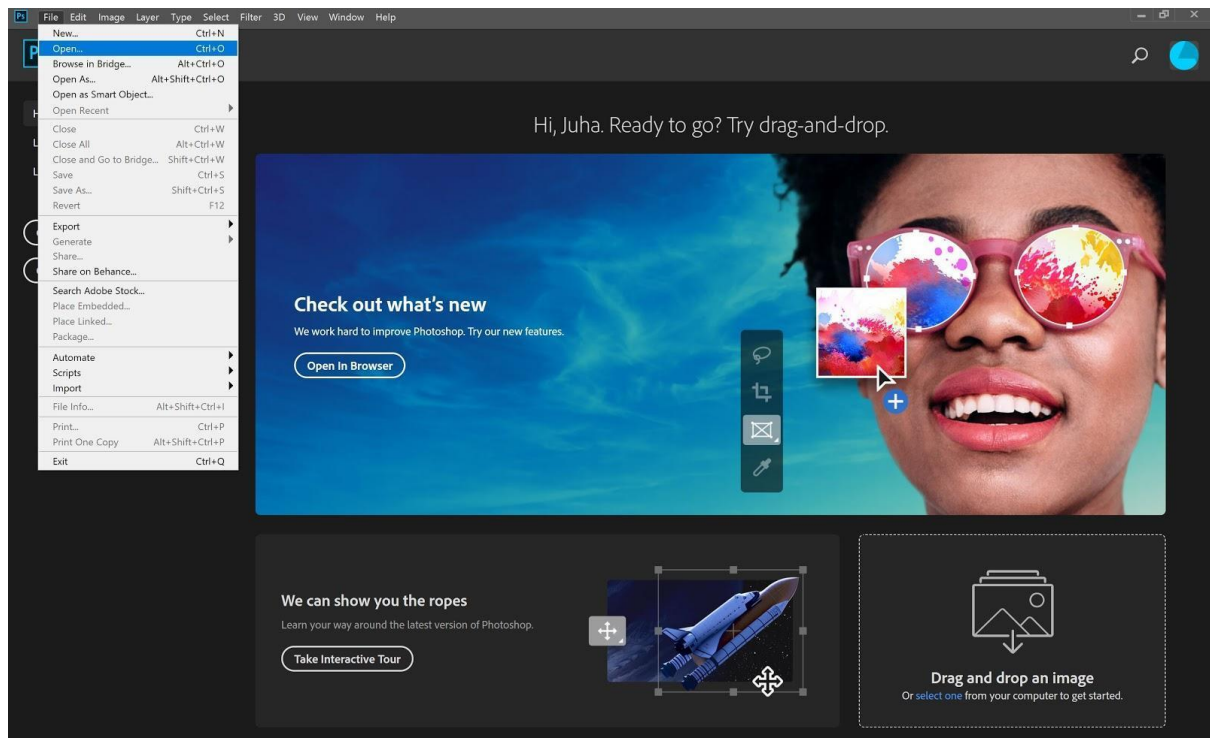 Ps File Edit Image Layer Type Select Filter 3D View Window Help
New... Ctrl+N
Open... Ctrl+O
Browse in Bridge... Alt+Ctrl+O
Open As... Alt+Shift+Ctrl+O
Open as Smart Object...
Open Recent
Close Ctrl+W
Close All Alt+Ctrl+W
Close and Go to Bridge... Shift+Ctrl+W
Save Ctrl+S
Save As... Shift+Ctrl+S
Revert F12
Export
Generate
Share...
Share on Behance...
Search Adobe Stock...
Place Embedded...
Place Linked...
Package...
Automate
Scripts
Import
File Info... Alt+Shift+Ctrl+I
Print... Ctrl+P
Print One Copy Alt+Shift+Ctrl+P
Exit Ctrl+Q
Hi, Juha. Ready to go? Try drag-and-drop.
Check out what's new
We work hard to improve Photoshop. Try our new features.
Open In Browser
We can show you the ropes
Learn your way around the latest version of Photoshop.
Take Interactive Tour
Drag and drop an image
Or select one from your computer to get started.